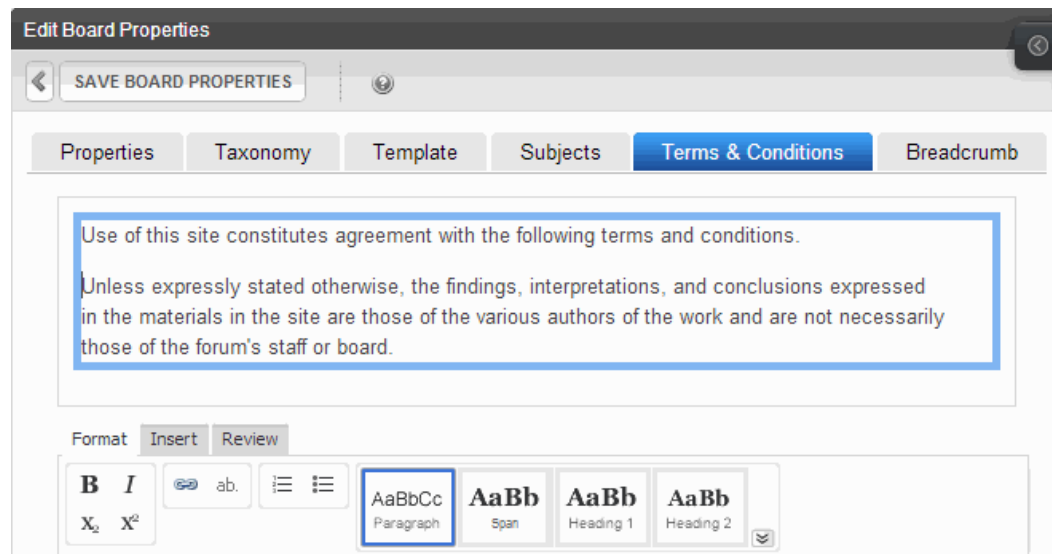 Edit Board Properties
SAVE BOARD PROPERTIES
Properties Taxonomy Template Subjects Terms & Conditions Breadcrumb
Use of this site constitutes agreement with the following terms and conditions.
Unless expressly stated otherwise, the findings, interpretations, and conclusions expressed
in the materials in the site are those of the various authors of the work and are not necessarily
those of the forum's staff or board.
Format Insert Review
B I ab.
X₂ X²
AaBbCc AaBb AaBb AaBb
Paragraph Span Heading 1 Heading 2